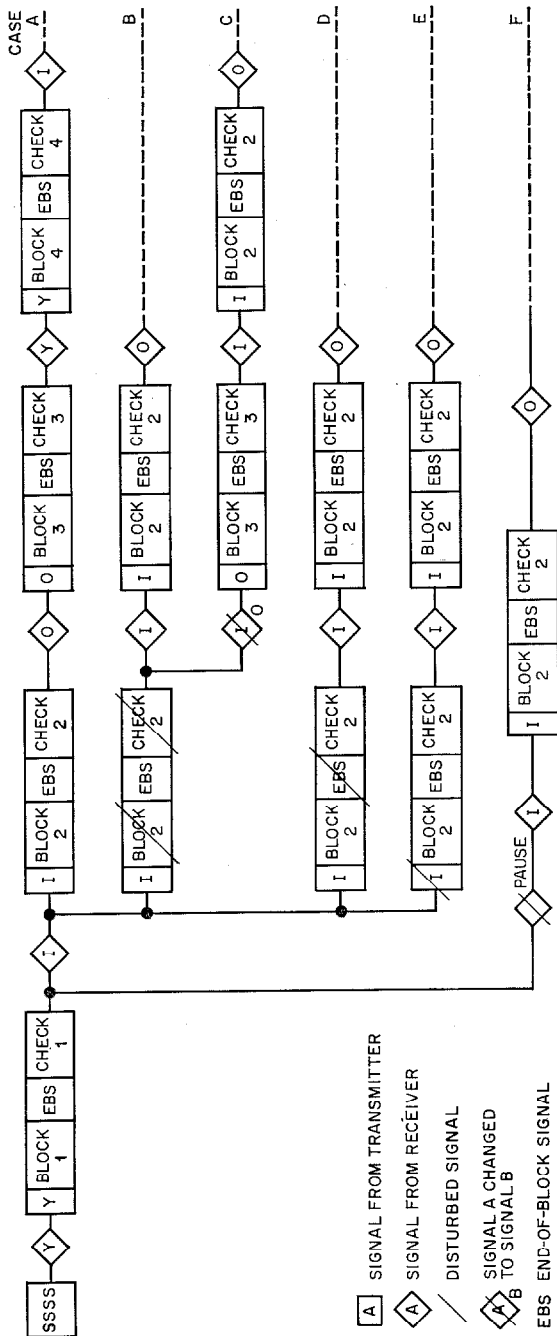 CASE
SSSS Y Y BLOCK 1 EBS CHECK 1 I I BLOCK 2 EBS CHECK 2 O O BLOCK 3 EBS CHECK 3 Y Y BLOCK 4 EBS CHECK 4 I A
I BLOCK 2 EBS CHECK 2 I I BLOCK 2 EBS CHECK 2 O B
I O O BLOCK 3 EBS CHECK 3 I I BLOCK 2 EBS CHECK 2 O C
I BLOCK 2 EBS CHECK 2 I I BLOCK 2 EBS CHECK 2 O D
I BLOCK 2 EBS CHECK 2 I I BLOCK 2 EBS CHECK 2 O E
PAUSE I I BLOCK 2 EBS CHECK 2 O F
A SIGNAL FROM TRANSMITTER
A SIGNAL FROM RECEIVER
DISTURBED SIGNAL
A B SIGNAL A CHANGED
TO SIGNAL B
EBS END-OF-BLOCK SIGNAL